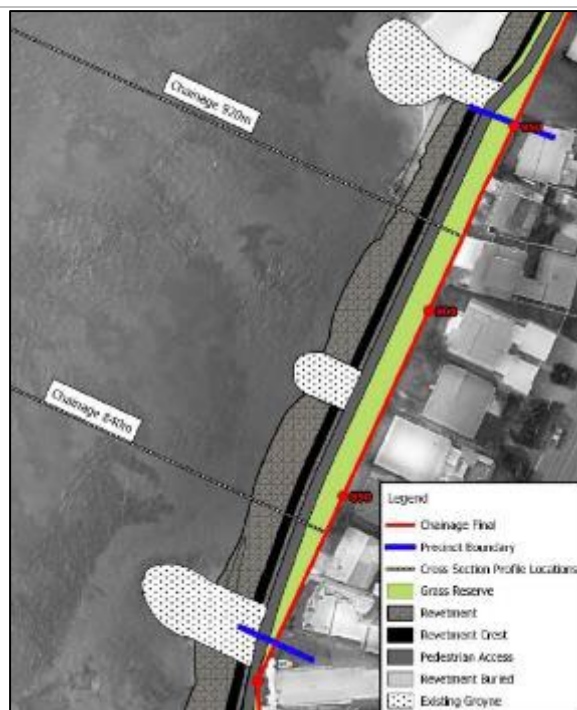 Chainage 920m
Chainage 840m
Legend
Chainage Final
Precinct Boundary
Cross Section Profile Locations
Grass Reserve
Revetment
Revetment Crest
Pedestrian Access
Revetment Buried
Existing Groyne